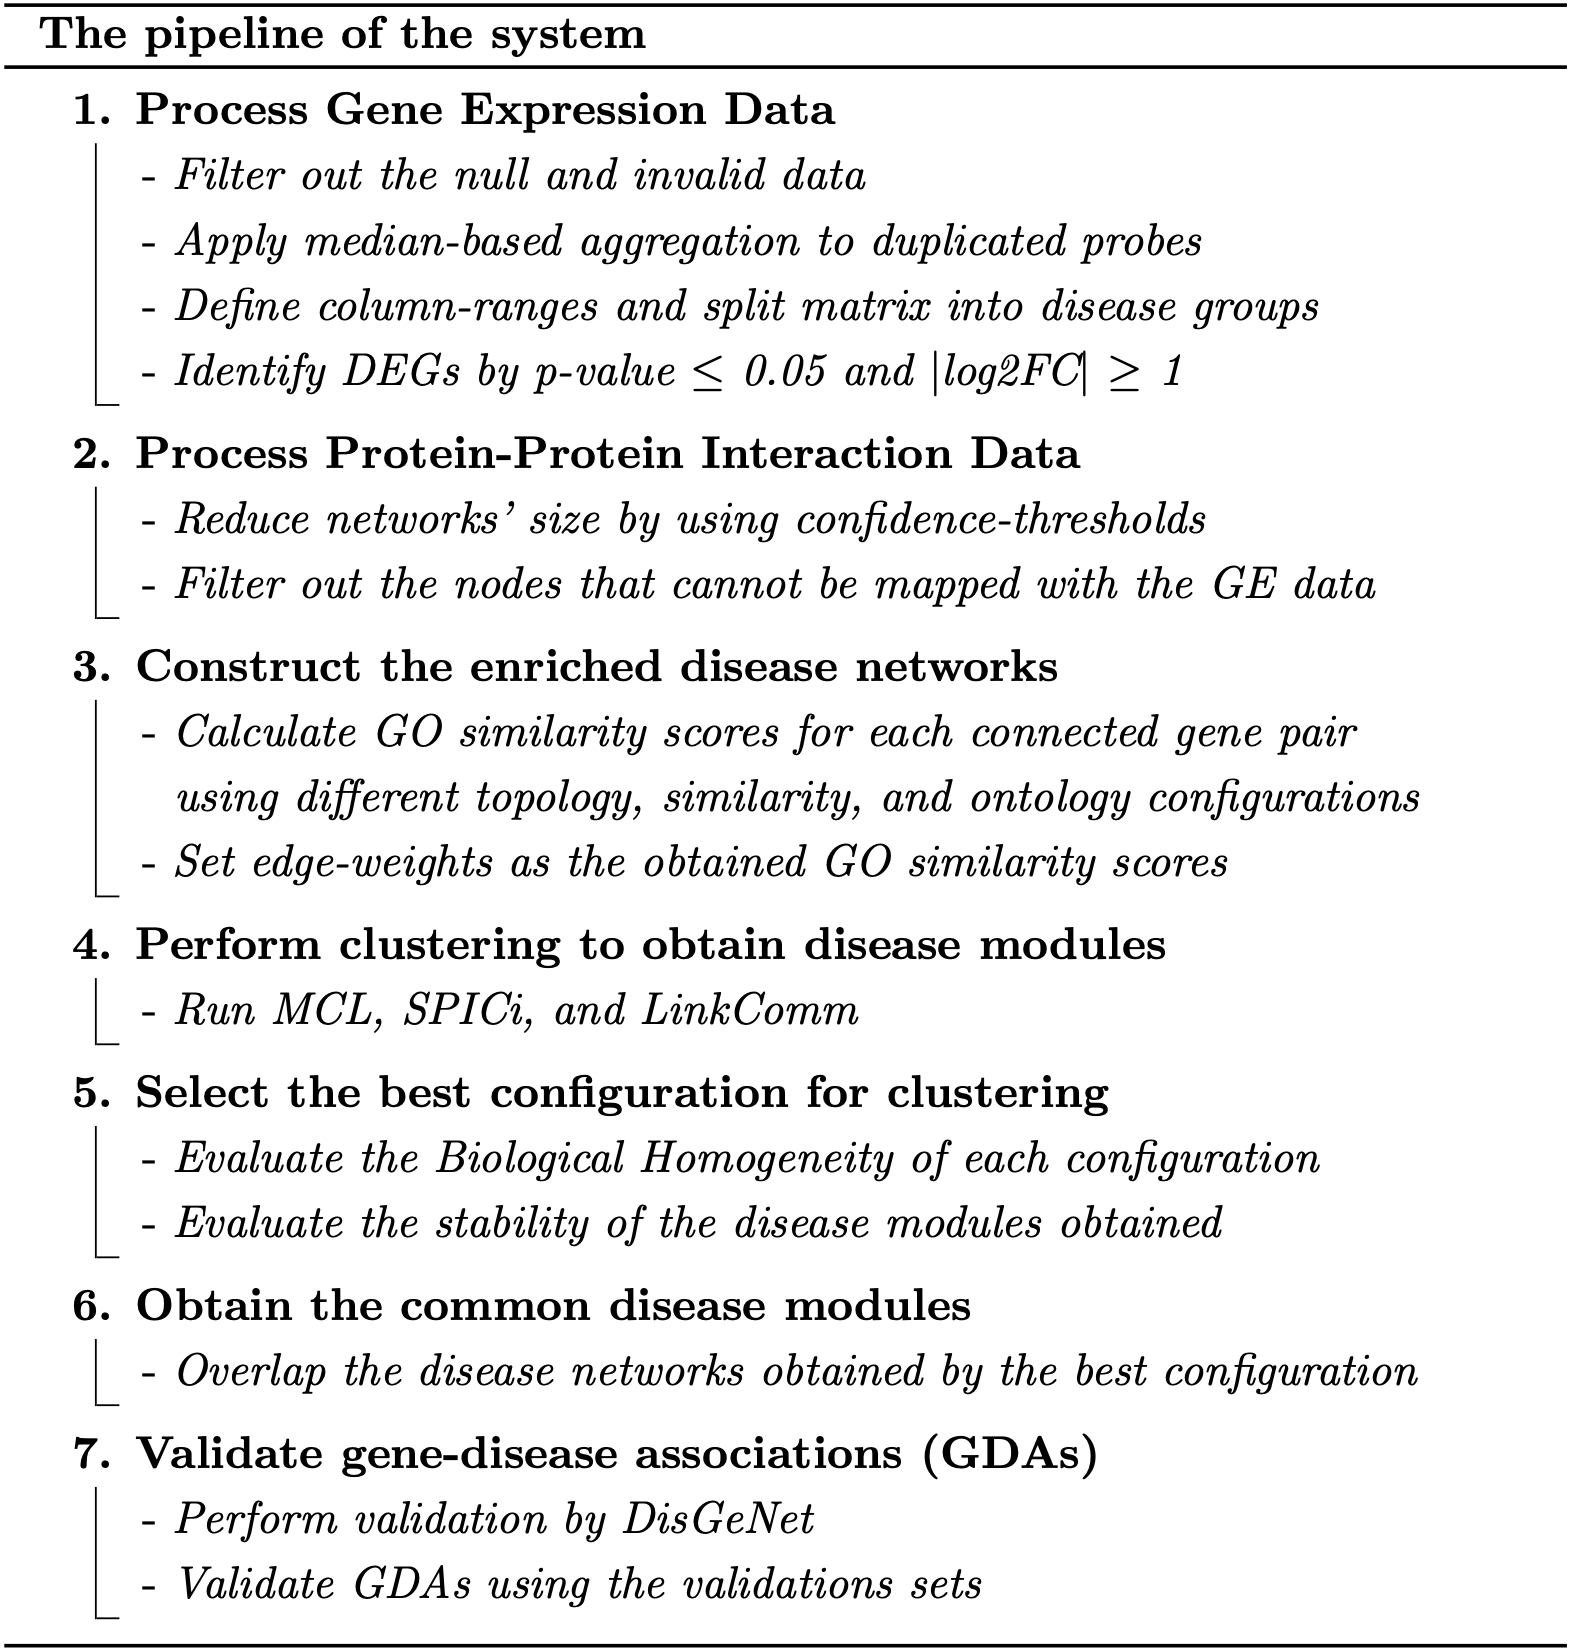 The pipeline of the system
1. Process Gene Expression Data
- Filter out the null and invalid data
- Apply median-based aggregation to duplicated probes
- Define column-ranges and split matrix into disease groups
- Identify DEGs by p-value ≤ 0.05 and |log2FC| ≥ 1
2. Process Protein-Protein Interaction Data
- Reduce networks’ size by using confidence-thresholds
- Filter out the nodes that cannot be mapped with the GE data
3. Construct the enriched disease networks
- Calculate GO similarity scores for each connected gene pair
using different topology, similarity, and ontology configurations
- Set edge-weights as the obtained GO similarity scores
4. Perform clustering to obtain disease modules
- Run MCL, SPICi, and LinkComm
5. Select the best configuration for clustering
- Evaluate the Biological Homogeneity of each configuration
- Evaluate the stability of the disease modules obtained
6. Obtain the common disease modules
- Overlap the disease networks obtained by the best configuration
7. Validate gene-disease associations (GDAs)
- Perform validation by DisGeNet
- Validate GDAs using the validations sets